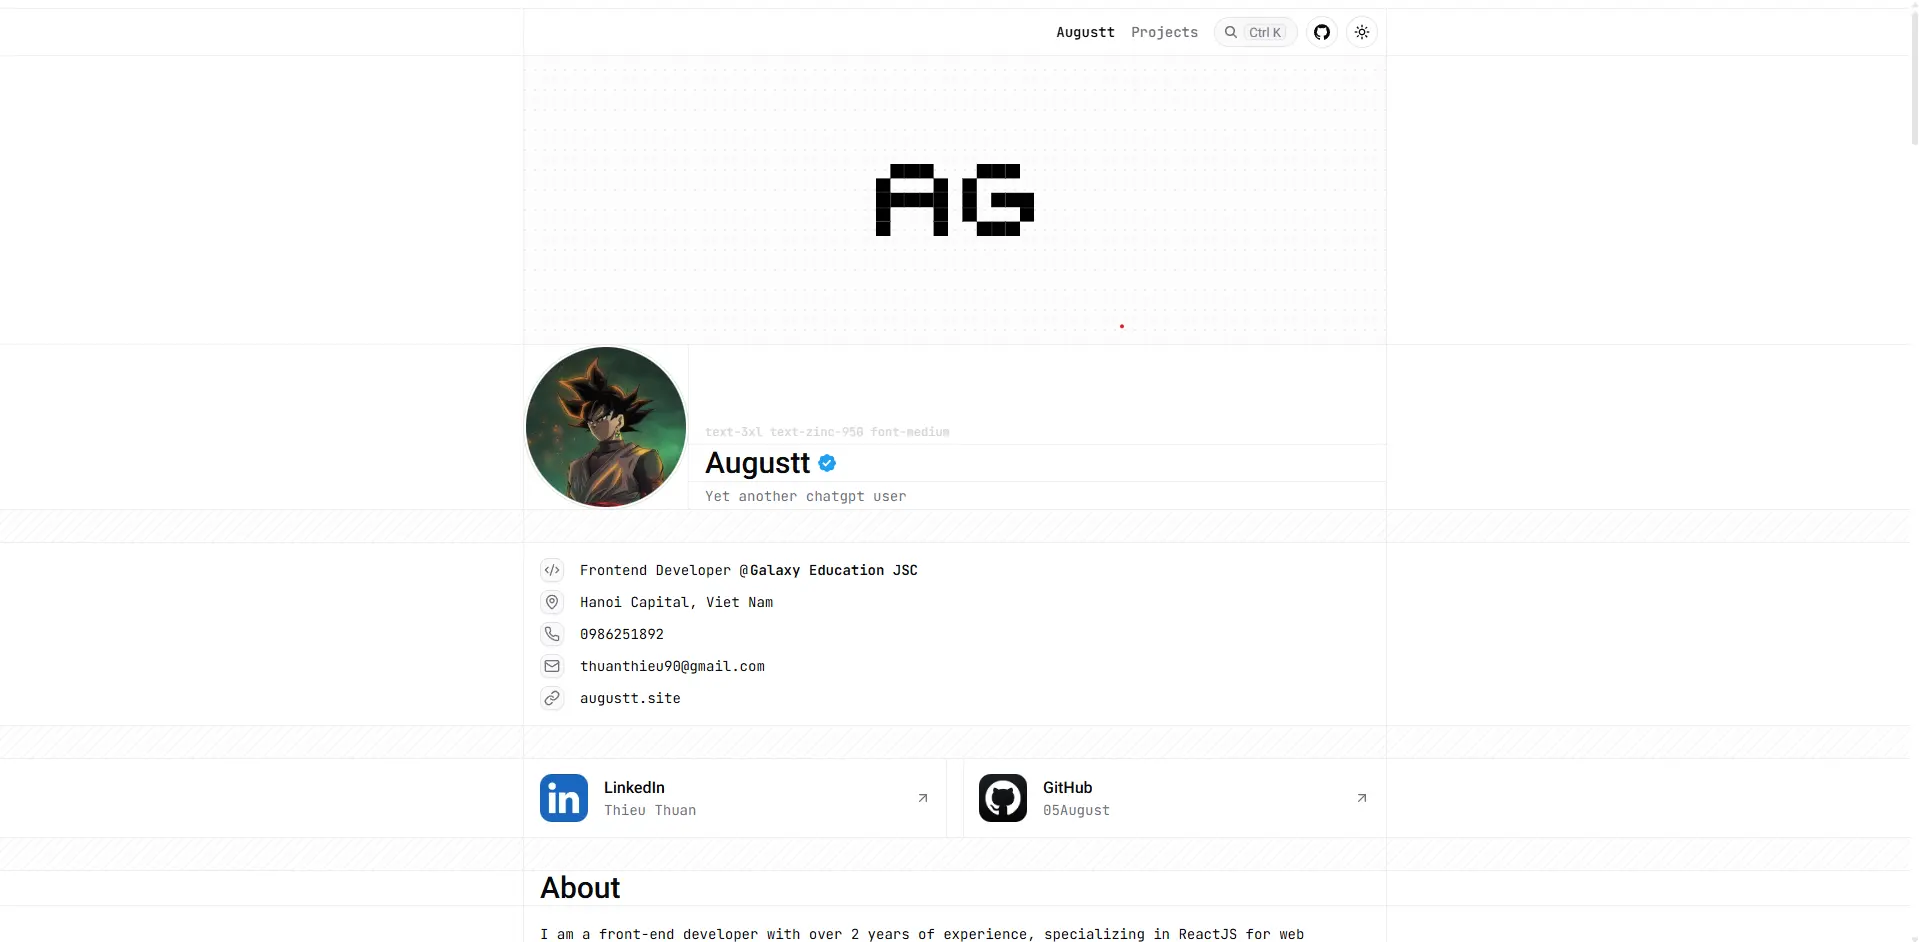 Augustt Projects Ctrl K
AG
text-3xl text-zinc-950 font-medium
Augustt
Yet another chatgpt user
Frontend Developer @Galaxy Education JSC
Hanoi Capital, Viet Nam
0986251892
thuanthieu90@gmail.com
augustt.site
LinkedIn
Thieu Thuan
GitHub
05August
About
I am a front-end developer with over 2 years of experience, specializing in ReactJS for web